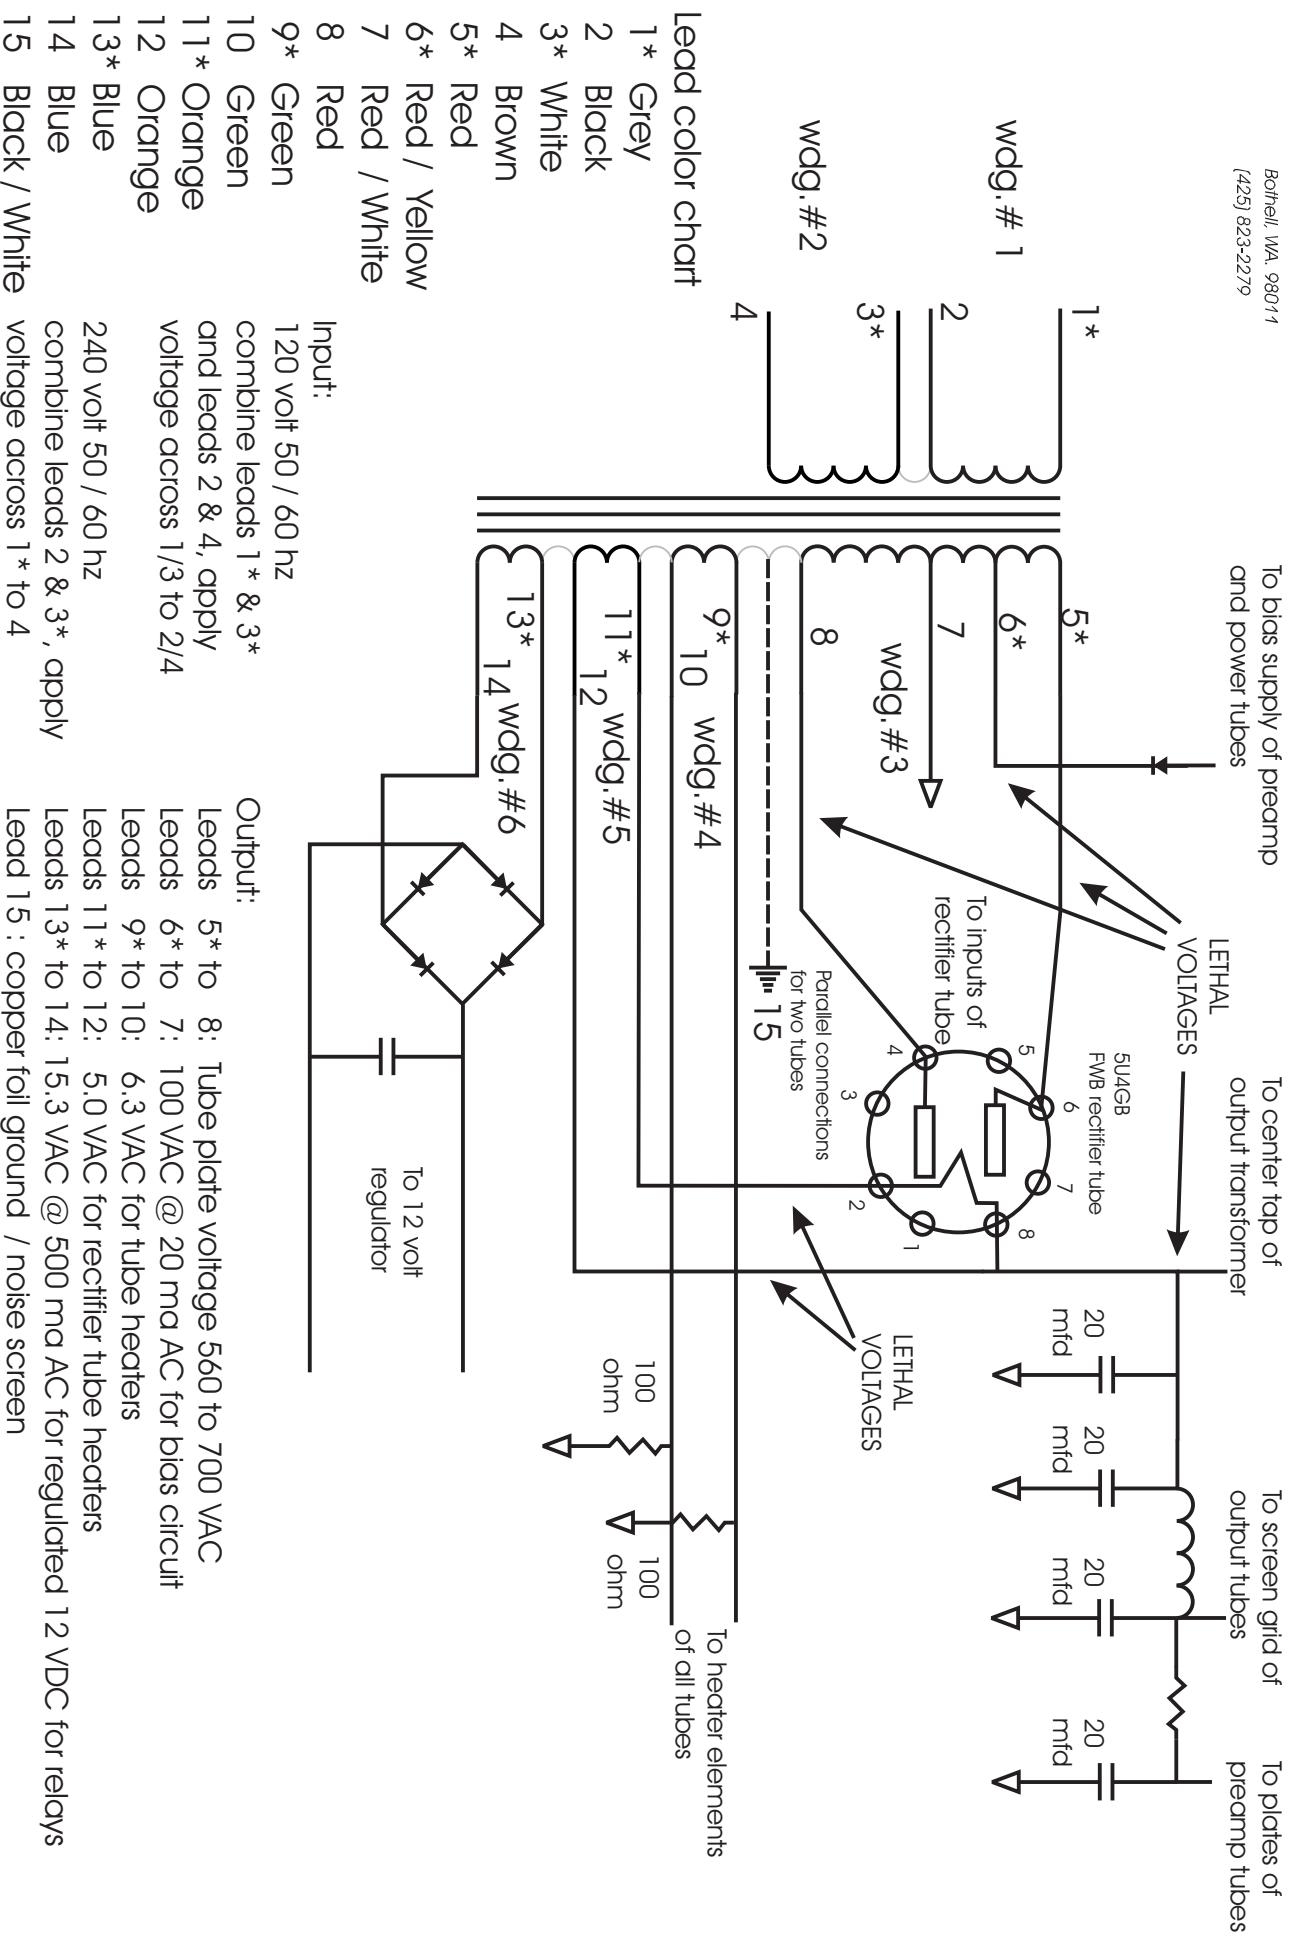 Bothell, WA. 98011
(425) 823-2279
To bias supply of preamp
and power tubes
To center tap of
output transformer
To screen grid of
output tubes
To plates of
preamp tubes
LETHAL
VOLTAGES
5U4GB
FWB rectifier tube
wdg.# 1
1*
2
wdg.#2
3*
4
5*
6*
7
wdg.#3
8
To inputs of
rectifier tube
5
6
7
8
4
3
2
1
Parallel connections
for two tubes
15
20
mfd
20
mfd
20
mfd
20
mfd
LETHAL
VOLTAGES
9*
10
wdg.#4
11*
12
wdg.#5
13*
14
wdg.#6
100
ohm
100
ohm
To heater elements
of all tubes
To 12 volt
regulator
Lead color chart
1* Grey
2 Black
3* White
4 Brown
5* Red
6* Red / Yellow
7 Red / White
8 Red
9* Green
10 Green
11* Orange
12 Orange
13* Blue
14 Blue
15 Black / White
Input:
120 volt 50 / 60 hz
combine leads 1* & 3*
and leads 2 & 4, apply
voltage across 1/3 to 2/4
240 volt 50 / 60 hz
combine leads 2 & 3*, apply
voltage across 1* to 4
Output:
Leads 5* to 8: Tube plate voltage 560 to 700 VAC
Leads 6* to 7: 100 VAC @ 20 ma AC for bias circuit
Leads 9* to 10: 6.3 VAC for tube heaters
Leads 11* to 12: 5.0 VAC for rectifier tube heaters
Leads 13* to 14: 15.3 VAC @ 500 ma AC for regulated 12 VDC for relays
Lead 15 : copper foil ground / noise screen